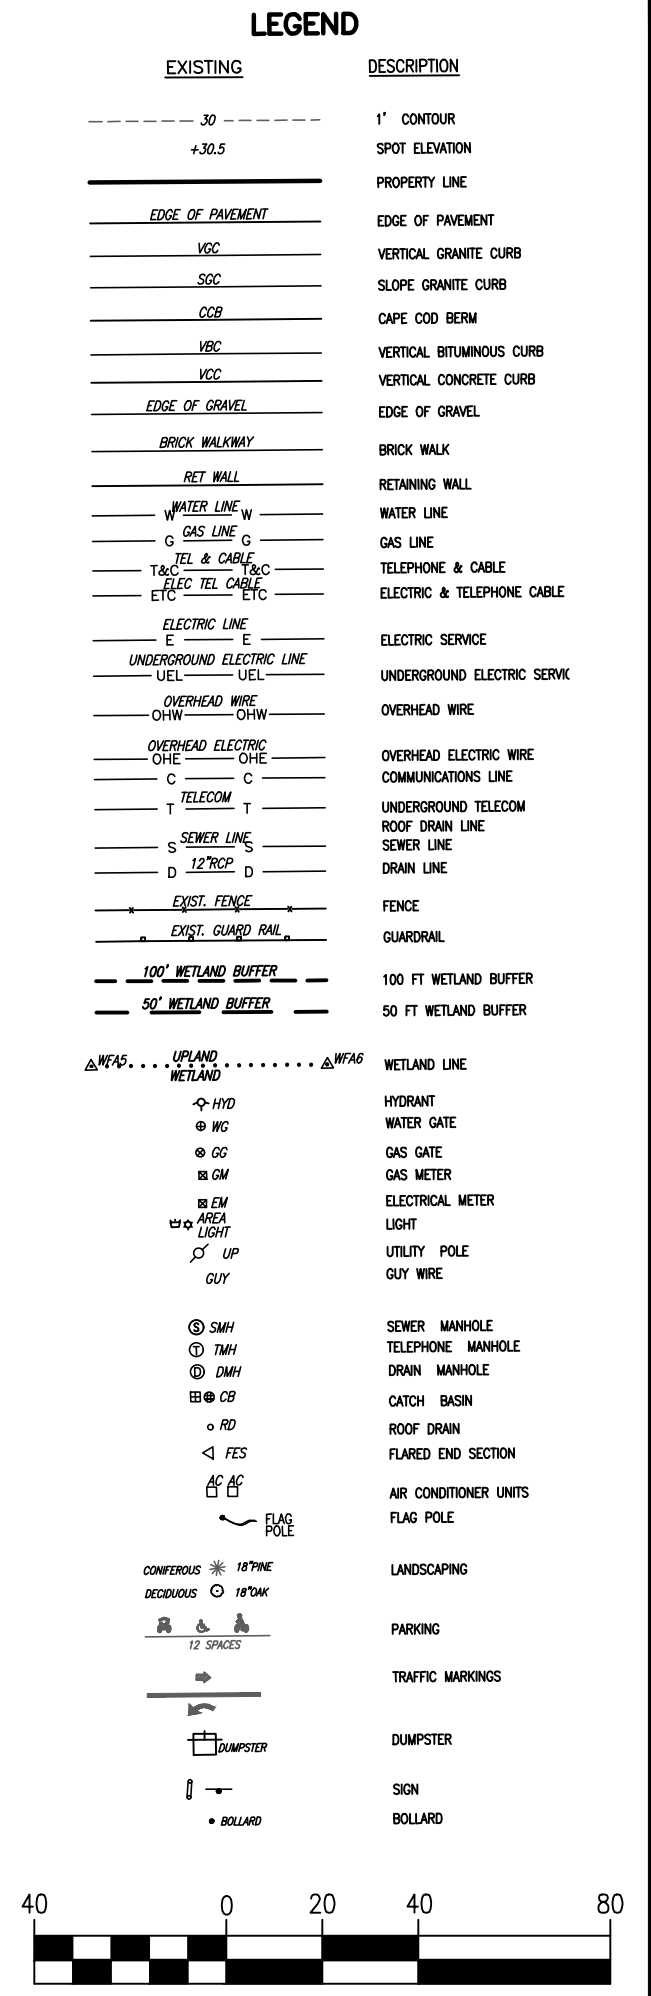 LEGEND
EXISTING DESCRIPTION
30 1' CONTOUR
+30.5 SPOT ELEVATION
PROPERTY LINE
EDGE OF PAVEMENT EDGE OF PAVEMENT
VGC VERTICAL GRANITE CURB
SGC SLOPE GRANITE CURB
CCB CAPE COD BERM
VBC VERTICAL BITUMINOUS CURB
VCC VERTICAL CONCRETE CURB
EDGE OF GRAVEL EDGE OF GRAVEL
BRICK WALKWAY BRICK WALK
RET WALL RETAINING WALL
WATER LINE
W W WATER LINE
GAS LINE
G G GAS LINE
TEL & CABLE
T&C T&C TELEPHONE & CABLE
ELEC TEL CABLE
ETC ETC ELECTRIC & TELEPHONE CABLE
ELECTRIC LINE
E E ELECTRIC SERVICE
UNDERGROUND ELECTRIC LINE
UEL UEL UNDERGROUND ELECTRIC SERVIC
OVERHEAD WIRE
OHW OHW OVERHEAD WIRE
OVERHEAD ELECTRIC
OHE OHE OVERHEAD ELECTRIC WIRE
C C COMMUNICATIONS LINE
TELECOM
T T UNDERGROUND TELECOM
ROOF DRAIN LINE
SEWER LINE
S S SEWER LINE
12"RCP
D D DRAIN LINE
EXIST. FENCE FENCE
EXIST. GUARD RAIL GUARDRAIL
100' WETLAND BUFFER 100 FT WETLAND BUFFER
50' WETLAND BUFFER 50 FT WETLAND BUFFER
WFA5 UPLAND WFA6
WETLAND WETLAND LINE
HYD HYDRANT
WG WATER GATE
GG GAS GATE
GM GAS METER
EM ELECTRICAL METER
AREA
LIGHT LIGHT
UP UTILITY POLE
GUY GUY WIRE
S SMH SEWER MANHOLE
T TMH TELEPHONE MANHOLE
D DMH DRAIN MANHOLE
CB CATCH BASIN
RD ROOF DRAIN
FES FLARED END SECTION
AC AC AIR CONDITIONER UNITS
FLAG
POLE FLAG POLE
CONIFEROUS 18"PINE LANDSCAPING
DECIDUOUS 18"OAK
12 SPACES PARKING
TRAFFIC MARKINGS
DUMPSTER DUMPSTER
SIGN
BOLLARD BOLLARD
40 0 20 40 80